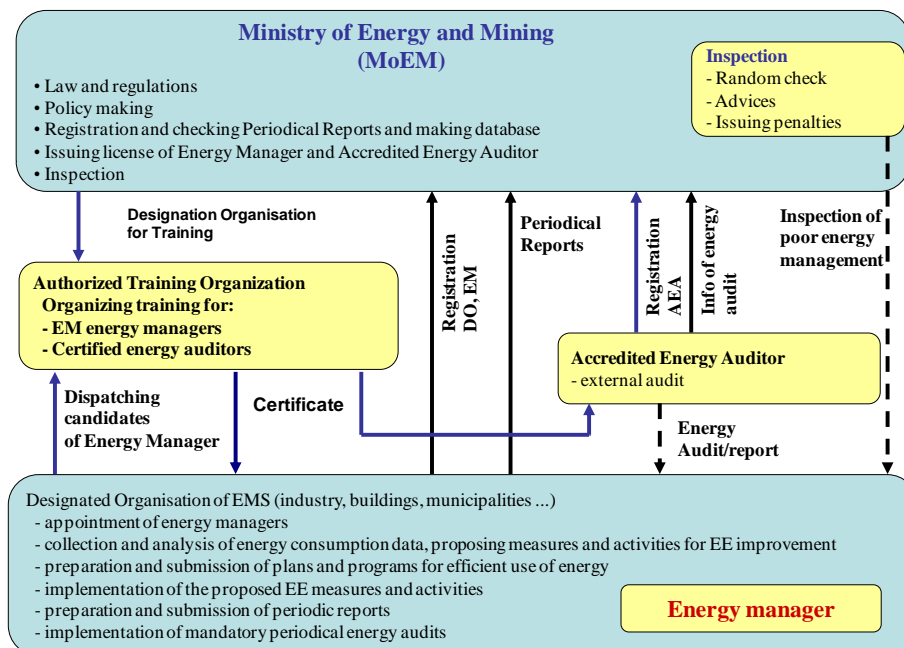 Ministry of Energy and Mining
(MoEM)
• Law and regulations
• Policy making
• Registration and checking Periodical Reports and making database
• Issuing license of Energy Manager and Accredited Energy Auditor
• Inspection
Inspection
- Random check
- Advices
- Issuing penalties
Designation Organisation
for Training
Registration
DO, EM
Periodical
Reports
Registration
AEA
Info of energy
audit
Inspection of
poor energy
management
Authorized Training Organization
Organizing training for:
- EM energy managers
- Certified energy auditors
Accredited Energy Auditor
- external audit
Dispatching
candidates
of Energy Manager
Certificate
Energy
Audit/report
Designated Organisation of EMS (industry, buildings, municipalities ...)
- appointment of energy managers
- collection and analysis of energy consumption data, proposing measures and activities for EE improvement
- preparation and submission of plans and programs for efficient use of energy
- implementation of the proposed EE measures and activities
- preparation and submission of periodic reports
- implementation of mandatory periodical energy audits
Energy manager